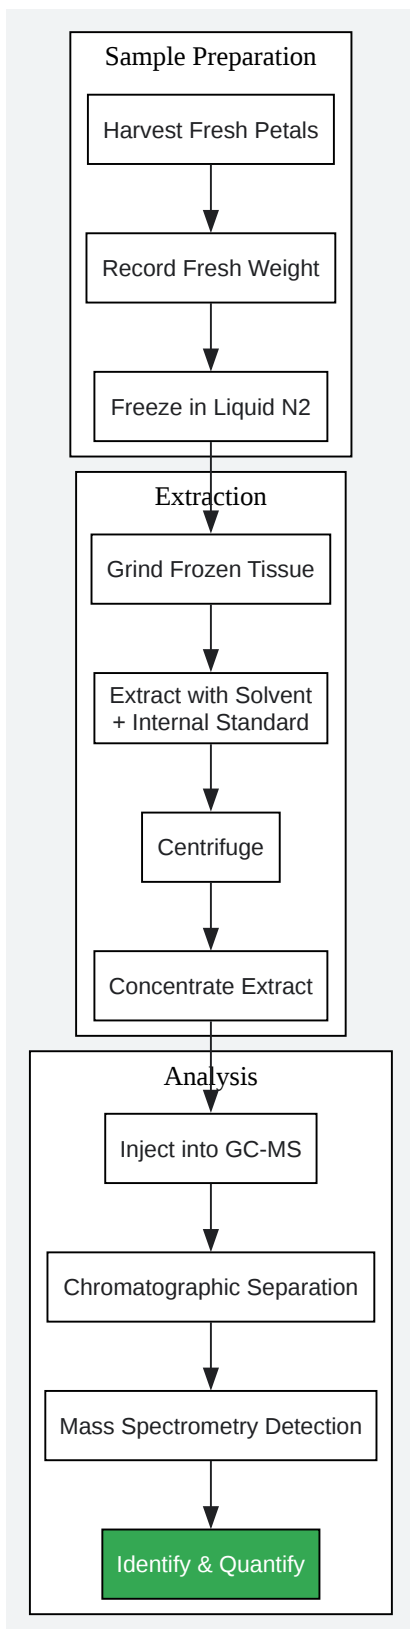 Sample Preparation
Harvest Fresh Petals
Record Fresh Weight
Freeze in Liquid N2
Extraction
Grind Frozen Tissue
Extract with Solvent
+ Internal Standard
Centrifuge
Concentrate Extract
Analysis
Inject into GC-MS
Chromatographic Separation
Mass Spectrometry Detection
Identify & Quantify